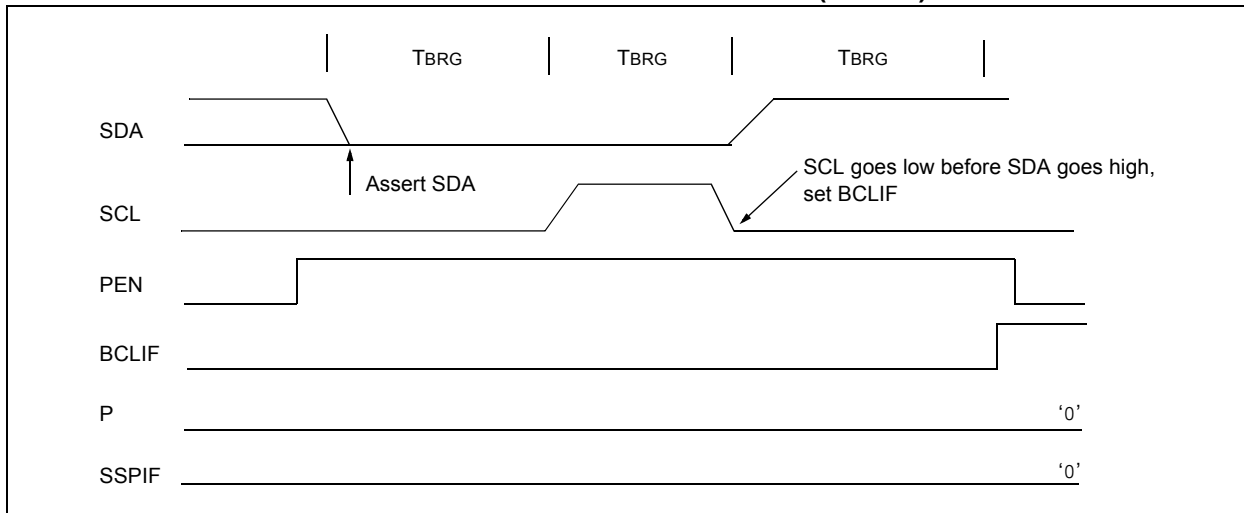 TBRG TBRG TBRG
SDA
Assert SDA
SCL goes low before SDA goes high,
set BCLIF
SCL
PEN
BCLIF
P '0'
SSPIF '0'